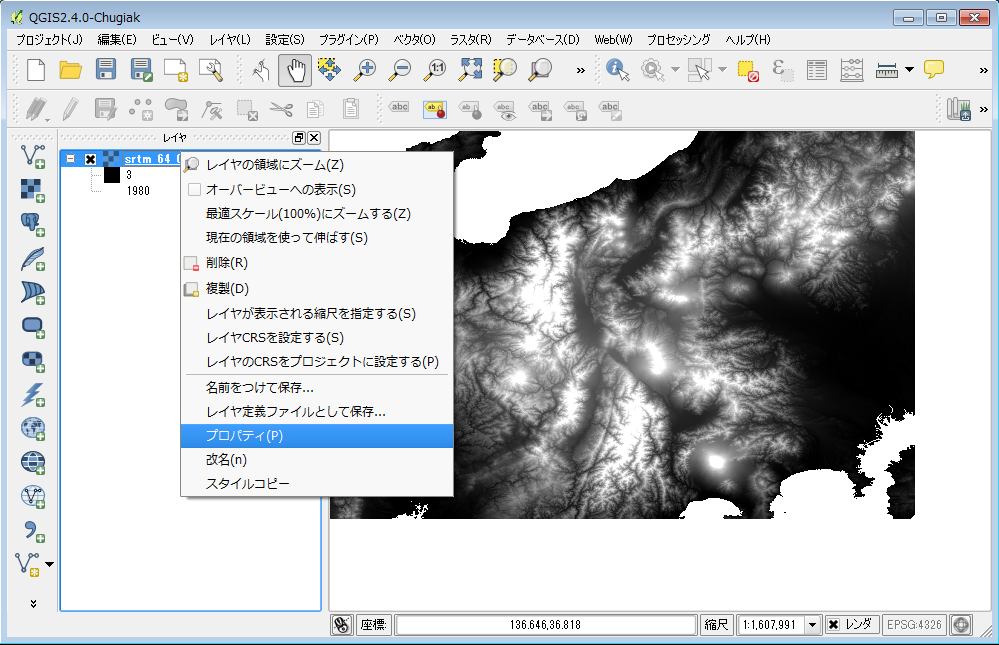 QGIS2.4.0-Chugiak
プロジェクト(J) 編集(E) ビュー(V) レイヤ(L) 設定(S) プラグイン(P) ベクタ(O) ラスタ(R) データベース(D) Web(W) プロセッシング ヘルプ(H)
レイヤ
srtm_64_0
3
1980
レイヤの領域にズーム(Z)
オーバービューへの表示(S)
最適スケール(100%)にズームする(Z)
現在の領域を使って伸ばす(S)
削除(R)
複製(D)
レイヤが表示される縮尺を指定する(S)
レイヤCRSを設定する(S)
レイヤのCRSをプロジェクトに設定する(P)
名前をつけて保存...
レイヤ定義ファイルとして保存...
プロパティ(P)
改名(n)
スタイルコピー
座標: 136.646,36.818 縮尺 1:1,607,991 レンダ EPSG:4326